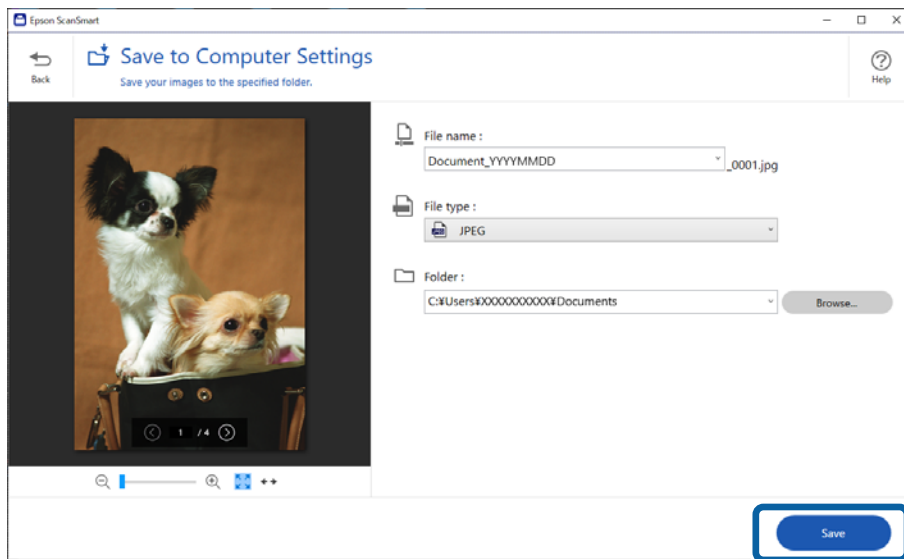 Epson ScanSmart
Back
Save to Computer Settings
Save your images to the specified folder.
Help
File name :
Document_YYYYMMDD
_0001.jpg
File type :
JPEG
Folder :
C:¥Users¥XXXXXXXXXXX¥Documents
Browse...
1 / 4
Save